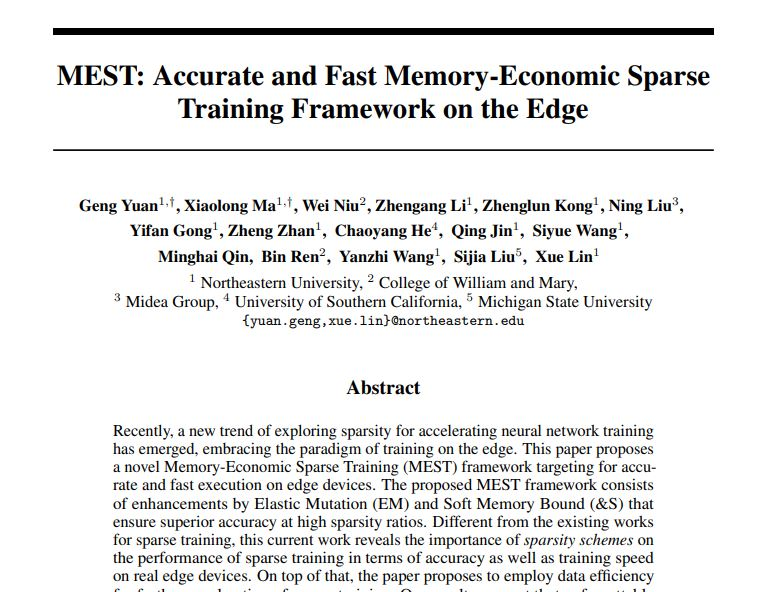 MEST: Accurate and Fast Memory-Economic Sparse
Training Framework on the Edge
Geng Yuan1,†, Xiaolong Ma1,†, Wei Niu2, Zhengang Li1, Zhenglun Kong1, Ning Liu3,
Yifan Gong1, Zheng Zhan1, Chaoyang He4, Qing Jin1, Siyue Wang1,
Minghai Qin, Bin Ren2, Yanzhi Wang1, Sijia Liu5, Xue Lin1
1 Northeastern University, 2 College of William and Mary,
3 Midea Group, 4 University of Southern California, 5 Michigan State University
{yuan.geng,xue.lin}@northeastern.edu
Abstract
Recently, a new trend of exploring sparsity for accelerating neural network training
has emerged, embracing the paradigm of training on the edge. This paper proposes
a novel Memory-Economic Sparse Training (MEST) framework targeting for accu-
rate and fast execution on edge devices. The proposed MEST framework consists
of enhancements by Elastic Mutation (EM) and Soft Memory Bound (&S) that
ensure superior accuracy at high sparsity ratios. Different from the existing works
for sparse training, this current work reveals the importance of sparsity schemes on
the performance of sparse training in terms of accuracy as well as training speed
on real edge devices. On top of that, the paper proposes to employ data efficiency